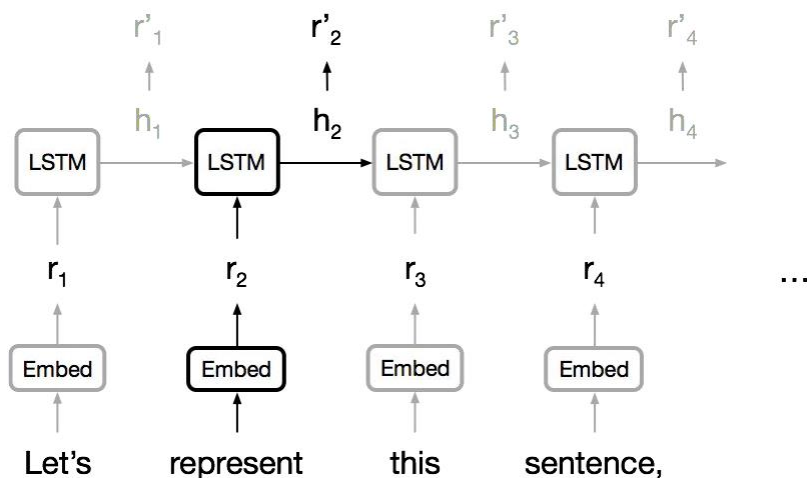 r'₁ r'₂ r'₃ r'₄
h₁ h₂ h₃ h₄
LSTM LSTM LSTM LSTM
r₁ r₂ r₃ r₄ ...
Embed Embed Embed Embed
Let's represent this sentence,